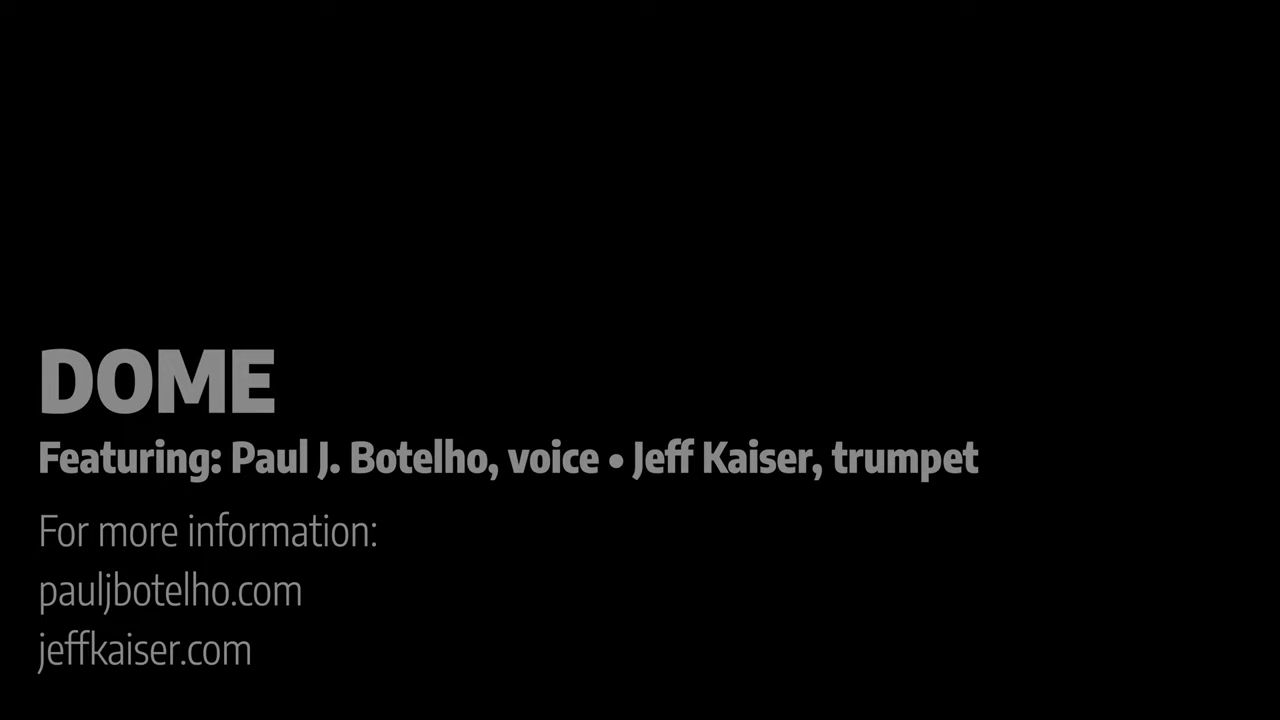 DOME
Featuring: Paul J. Botelho, voice • Jeff Kaiser, trumpet
For more information:
pauljbotelho.com
jeffkaiser.com